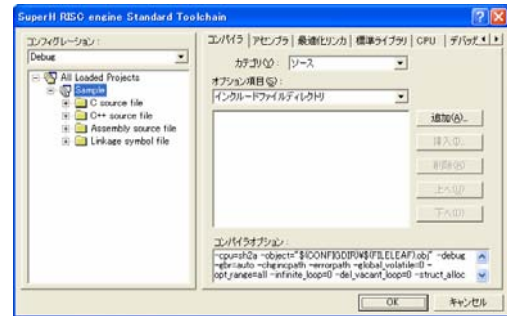 SuperH RISC engine Standard Toolchain
コンフィグレーション:
Debug
All Loaded Projects
Sample
C source file
C++ source file
Assembly source file
Linkage symbol file
コンパイラ アセンブラ 最適化リンカ 標準ライブラリ CPU デバッガ
カテゴリ(Y): ソース
オプション項目(S):
インクルードファイルディレクトリ
追加(A)...
挿入(I)...
削除(R)
上へ(U)
下へ(D)
コンパイラオプション:
-cpu=sh2a -object="$(CONFIGDIR)¥$(FILELEAF).obj" -debug
-gbr=auto -chgincpath -errorpath -global_volatile=0 -
opt_range=all -infinite_loop=0 -del_vacant_loop=0 -struct_alloc
OK キャンセル